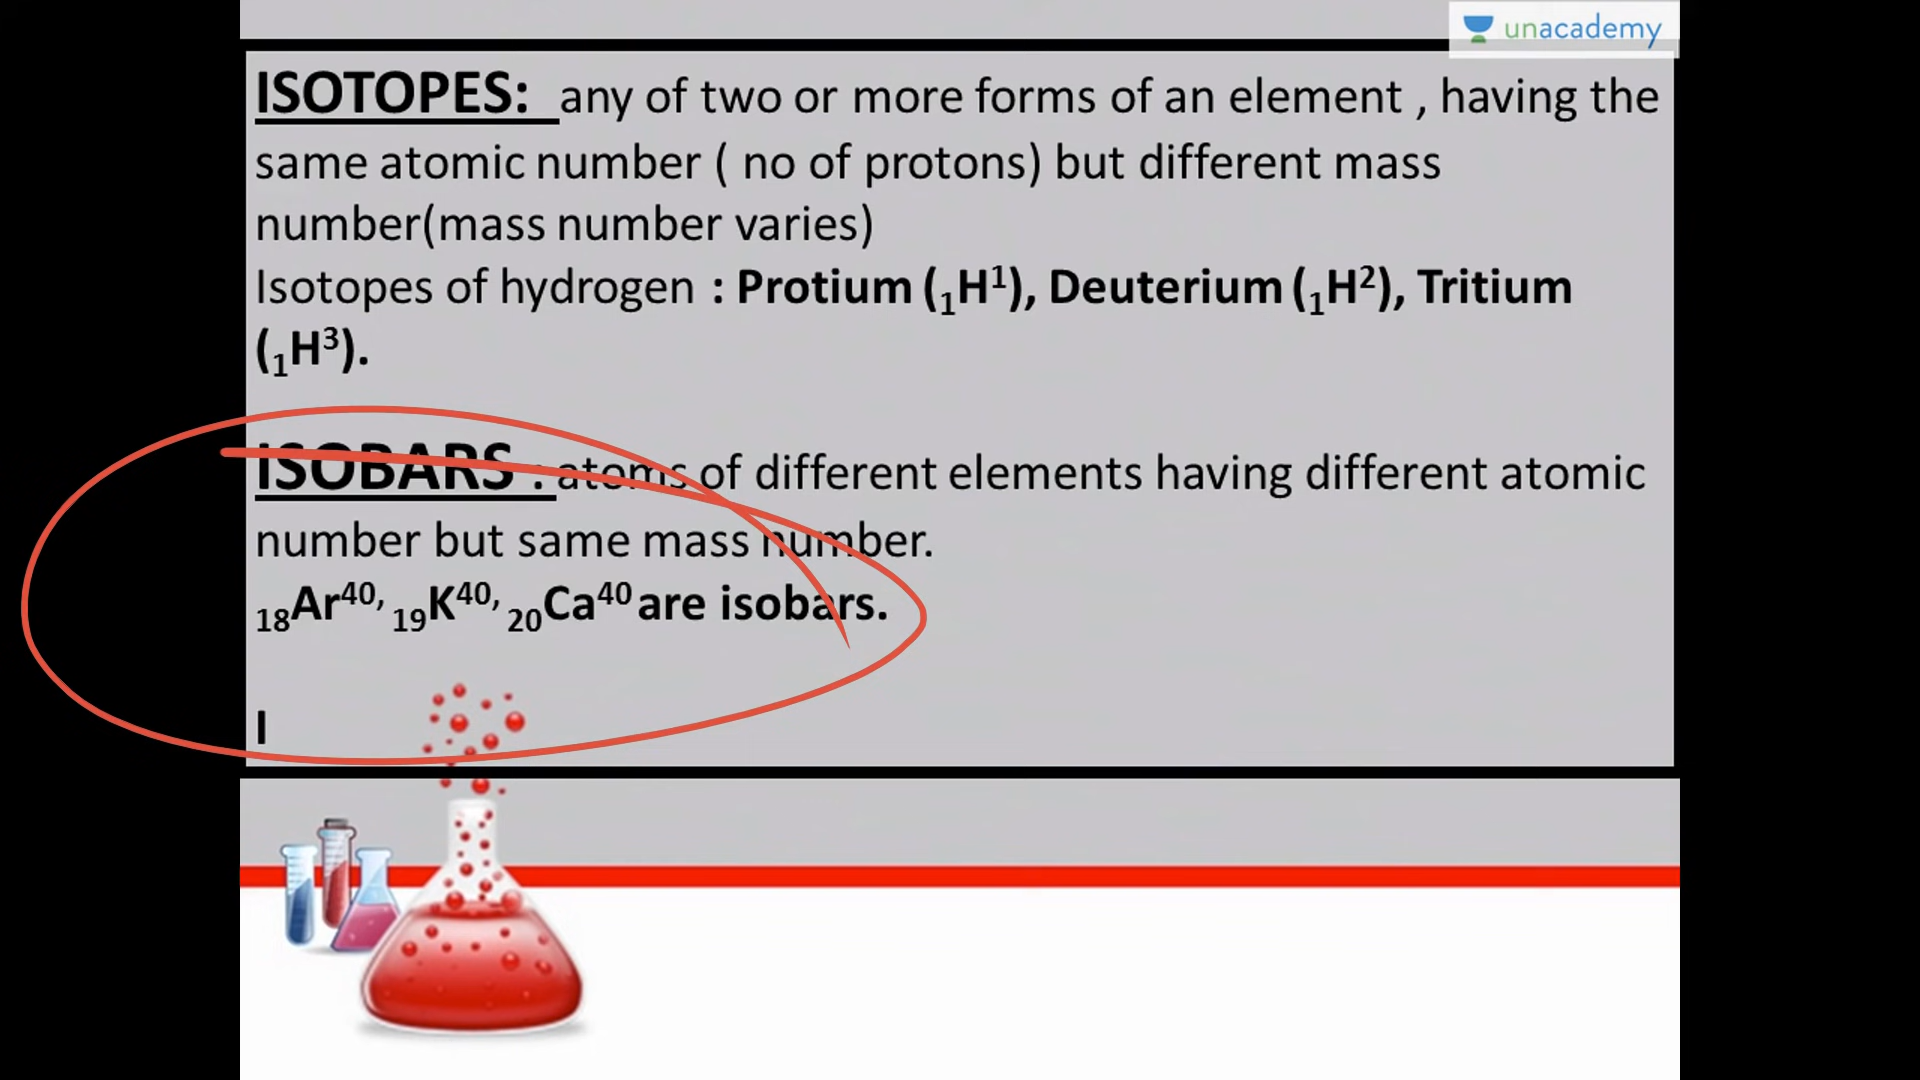 unacademy
ISOTOPES: any of two or more forms of an element , having the
same atomic number ( no of protons) but different mass
number(mass number varies)
Isotopes of hydrogen : Protium (₁H¹), Deuterium (₁H²), Tritium
(₁H³).
ISOBARS : atoms of different elements having different atomic
number but same mass number.
₁₈Ar⁴⁰, ₁₉K⁴⁰, ₂₀Ca⁴⁰ are isobars.
I